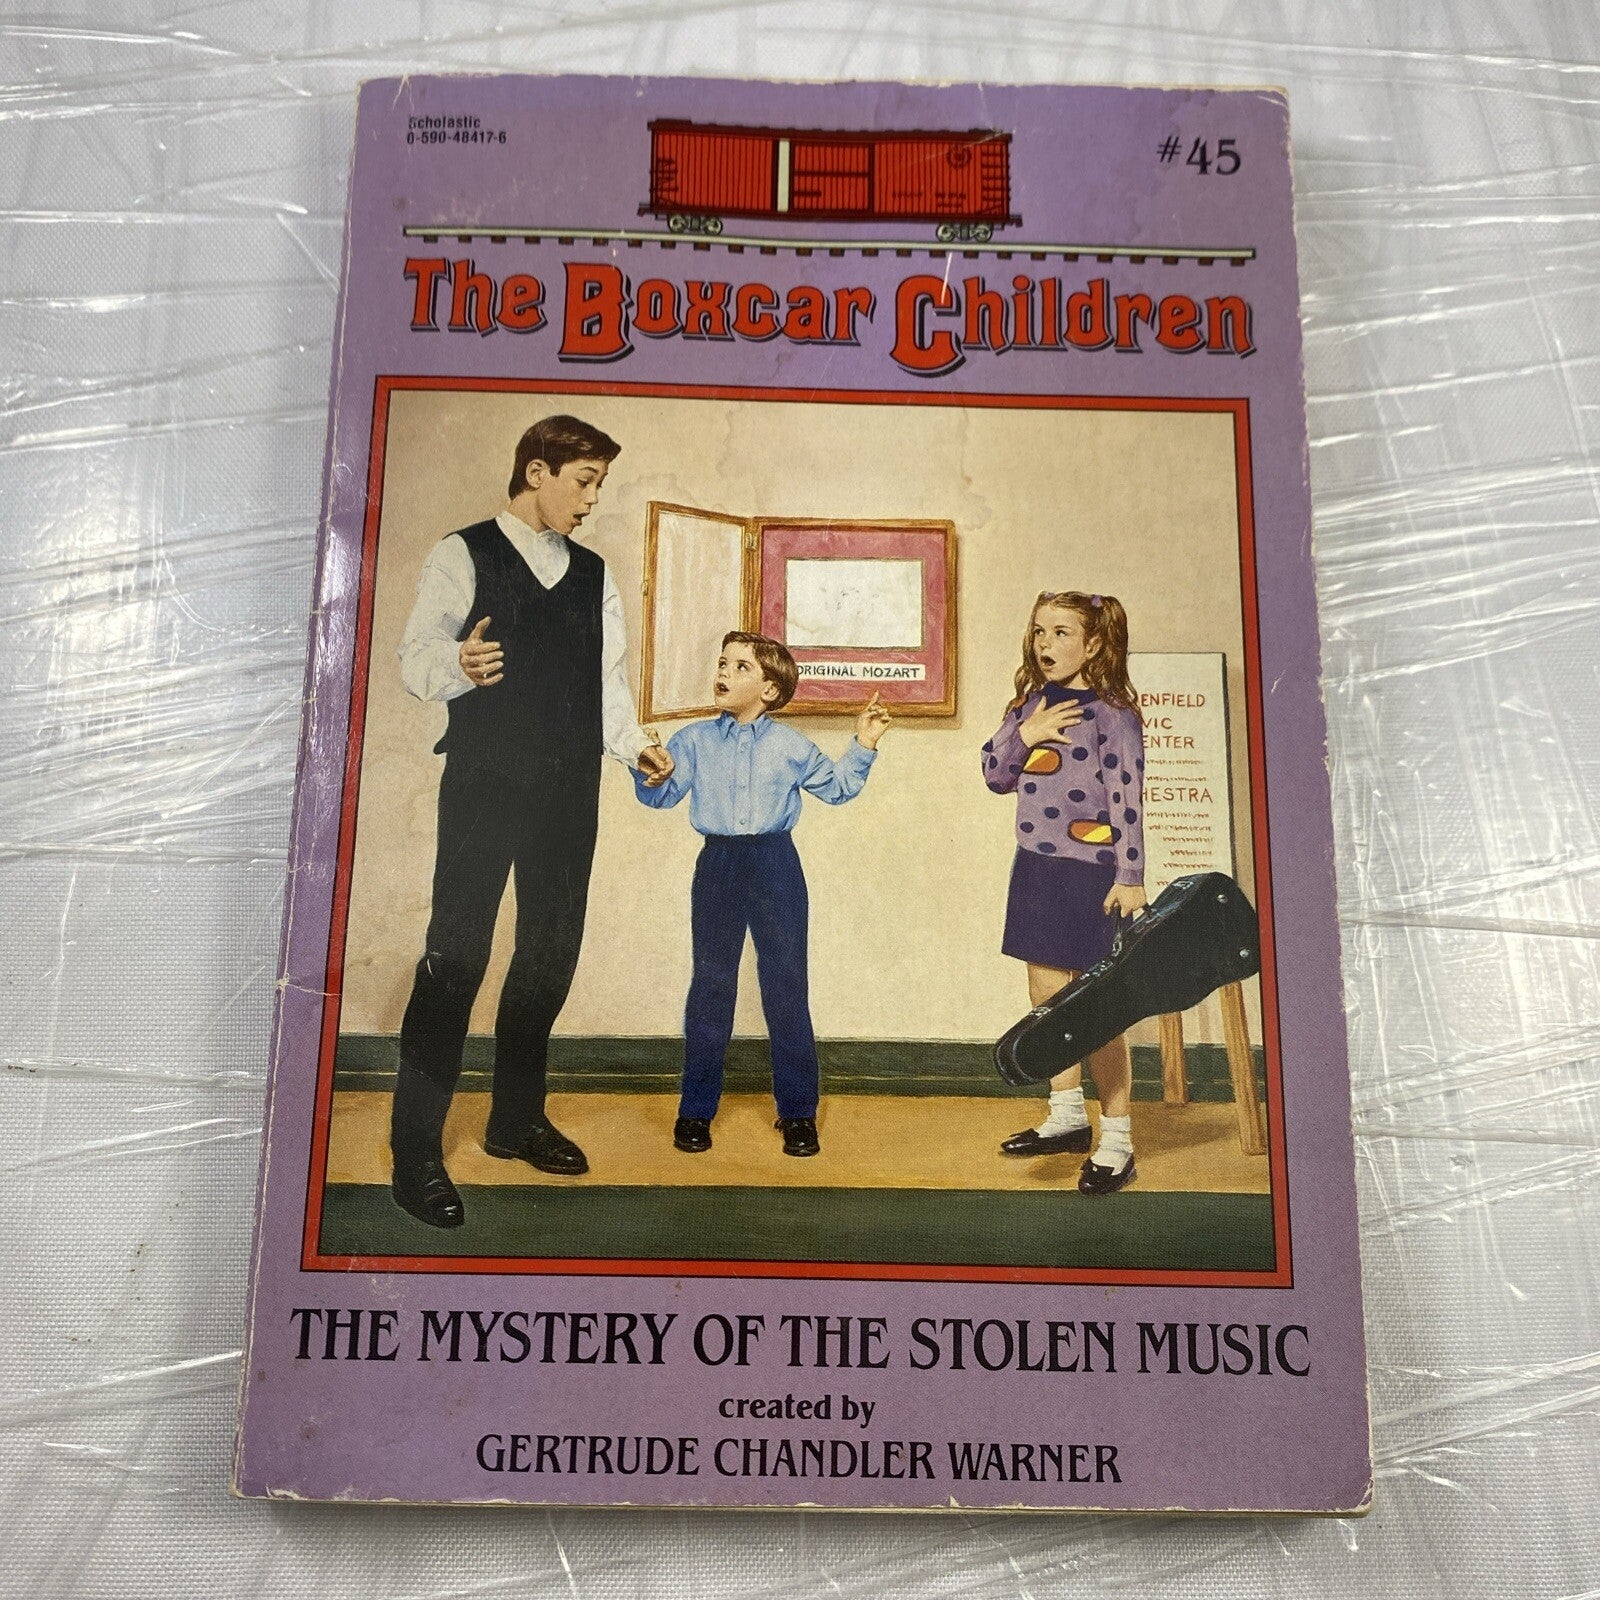 Scholastic
0-590-48417-6
#45
The Boxcar Children
ORIGINAL MOZART
ENFIELD
VIC
ENTER
HESTRA
THE MYSTERY OF THE STOLEN MUSIC
created by
GERTRUDE CHANDLER WARNER